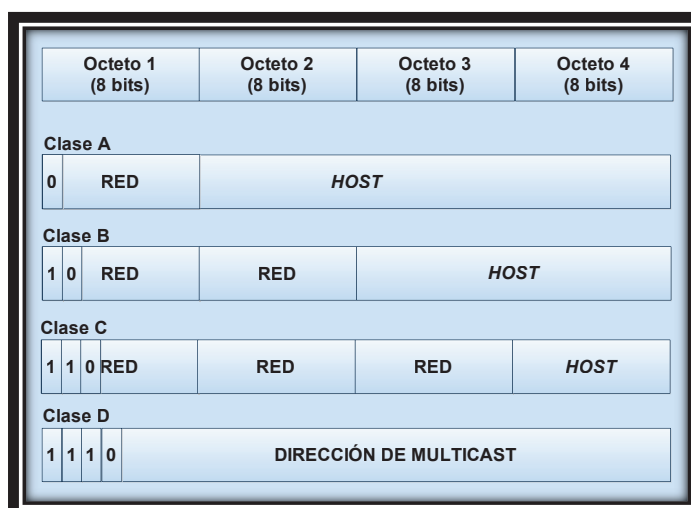 Octeto 1 Octeto 2 Octeto 3 Octeto 4
(8 bits) (8 bits) (8 bits) (8 bits)
Clase A
0 RED HOST
Clase B
1 0 RED RED HOST
Clase C
1 1 0 RED RED RED HOST
Clase D
1 1 1 0 DIRECCIÓN DE MULTICAST